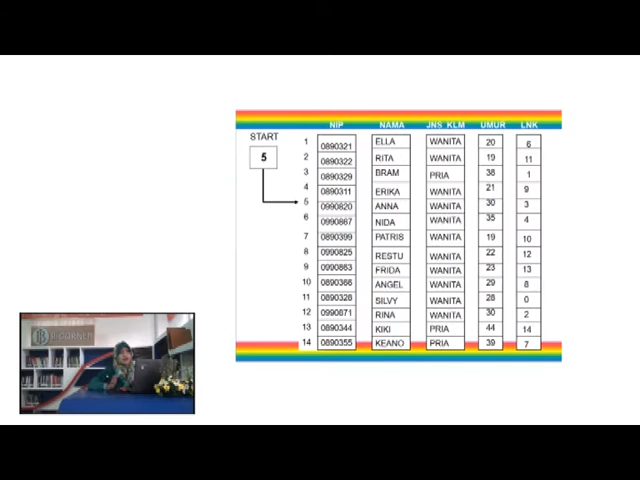 NIP NAMA JNS KLM UMUR LNK
START
5
1 0890321 ELLA WANITA 20 6
2 0890322 RITA WANITA 19 11
3 0890329 BRAM PRIA 38 1
4 0890311 ERIKA WANITA 21 9
5 0990820 ANNA WANITA 30 3
6 0990867 NIDA WANITA 35 4
7 0890399 PATRIS WANITA 19 10
8 0990825 RESTU WANITA 22 12
9 0990863 FRIDA WANITA 23 13
10 0890366 ANGEL WANITA 29 8
11 0890328 SILVY WANITA 28 0
12 0990871 RINA WANITA 30 2
13 0890344 KIKI PRIA 44 14
14 0890355 KEANO PRIA 39 7
BI CORNER